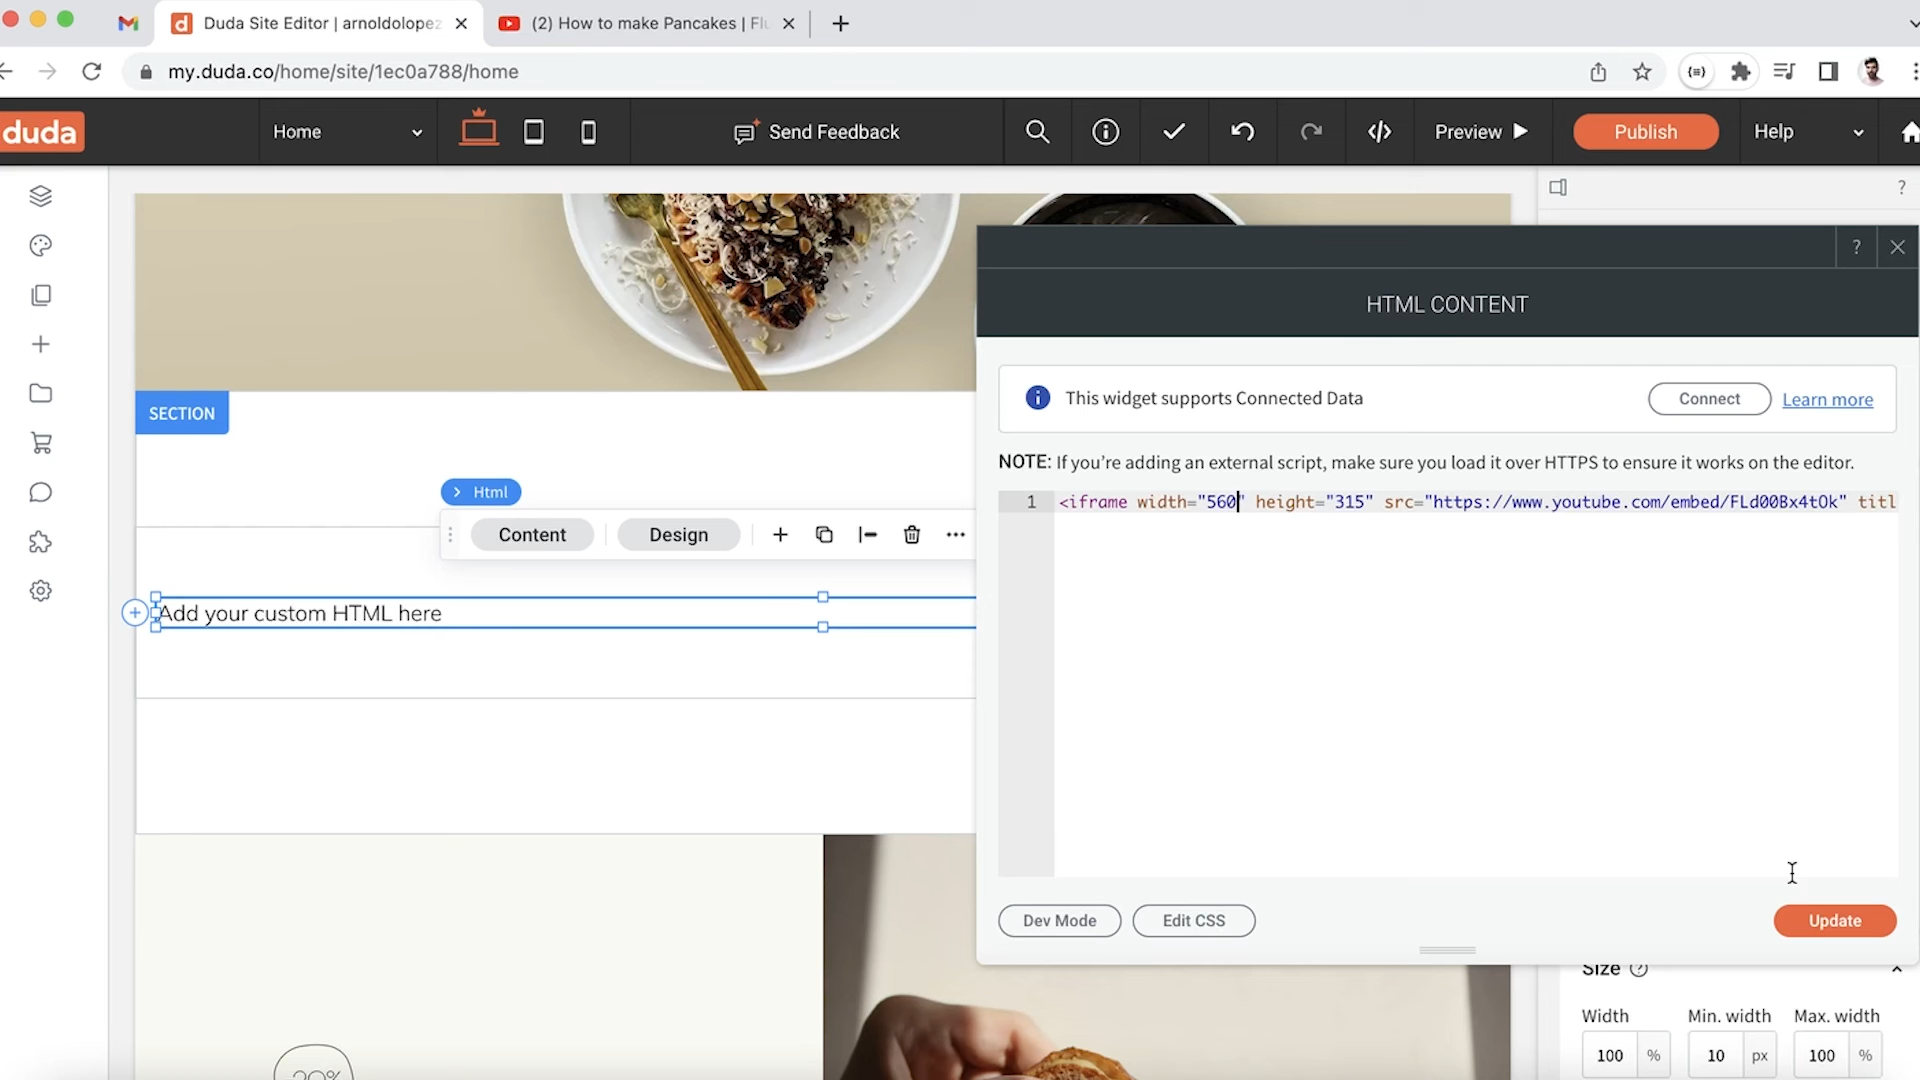 Duda Site Editor | arnoldolopez
(2) How to make Pancakes | Flu
my.duda.co/home/site/1ec0a788/home
duda
Home
Send Feedback
Preview
Publish
Help
?
?
HTML CONTENT
This widget supports Connected Data
Connect
Learn more
NOTE: If you're adding an external script, make sure you load it over HTTPS to ensure it works on the editor.
1 <iframe width="560" height="315" src="https://www.youtube.com/embed/FLd00Bx4tOk" titl
SECTION
Html
Content
Design
Add your custom HTML here
Dev Mode
Edit CSS
Update
Size ?
Width
Min. width
Max. width
100 %
10 px
100 %
20%